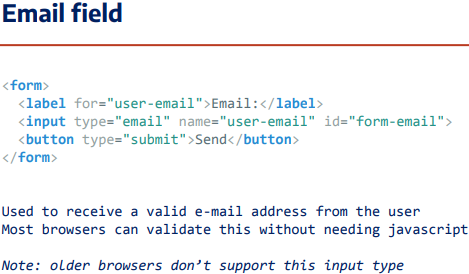 Email field
<form>
<label for="user-email">Email:</label>
<input type="email" name="user-email" id="form-email">
<button type="submit">Send</button>
</form>
Used to receive a valid e-mail address from the user
Most browsers can validate this without needing javascript
Note: older browsers don’t support this input type